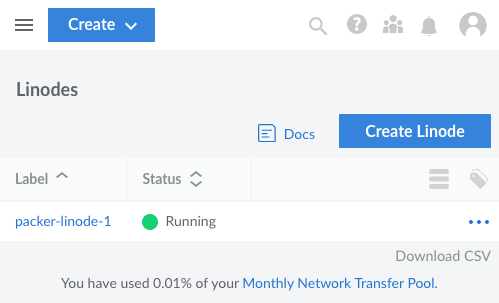 Create
Linodes
Docs
Create Linode
Label Status
packer-linode-1 Running
Download CSV
You have used 0.01% of your Monthly Network Transfer Pool.